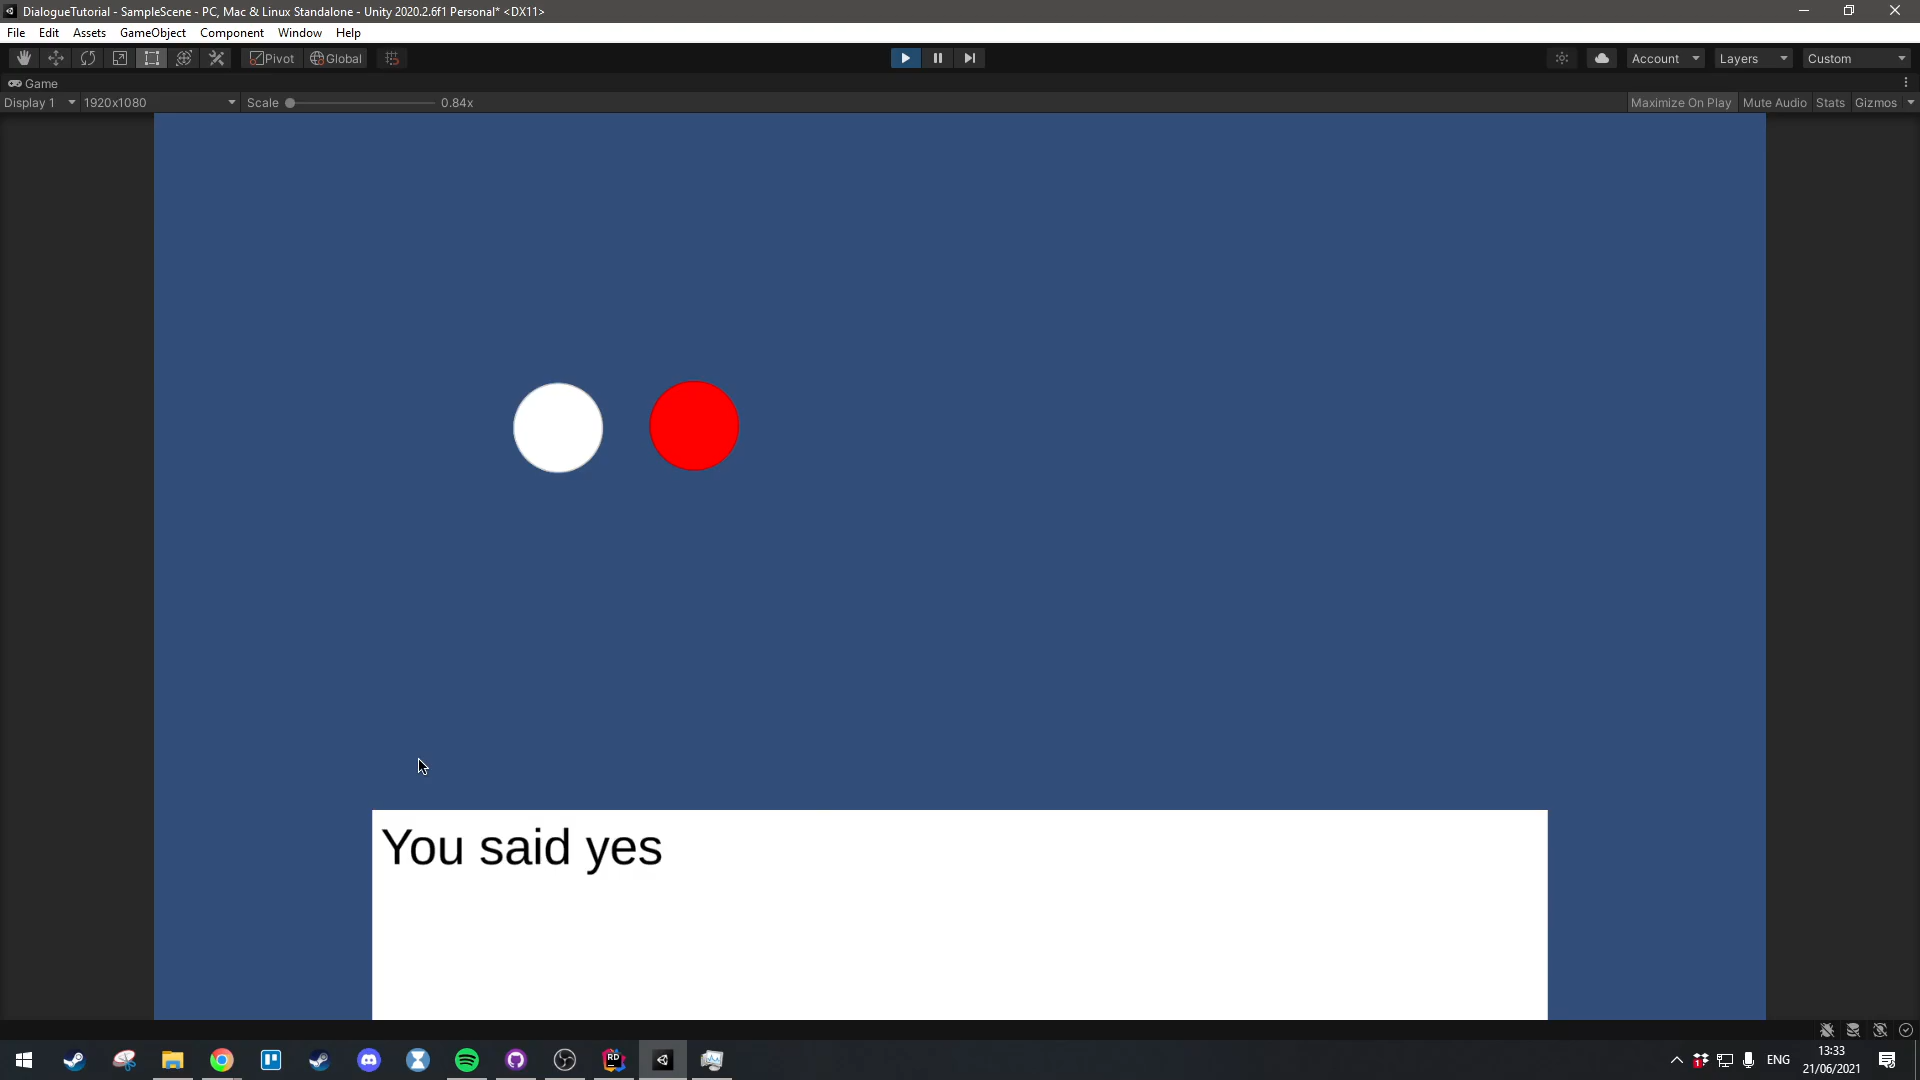 DialogueTutorial - SampleScene - PC, Mac & Linux Standalone - Unity 2020.2.6f1 Personal* <DX11>
File Edit Assets GameObject Component Window Help
Pivot Global Account Layers Custom
Game
Display 1 1920x1080 Scale 0.84x Maximize On Play Mute Audio Stats Gizmos
You said yes
RD
1
ENG
13:33
21/06/2021